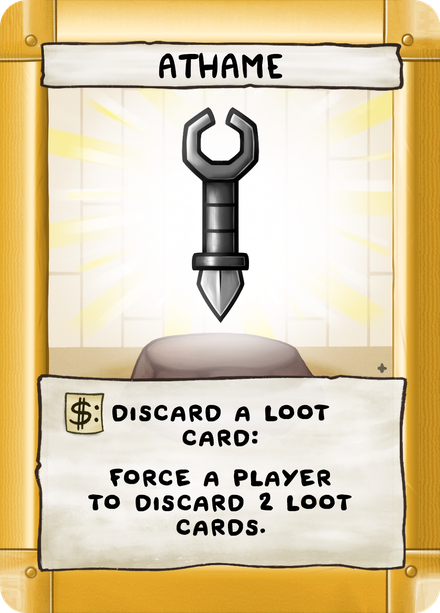 ATHAME
$: DISCARD A LOOT
CARD:
FORCE A PLAYER
TO DISCARD 2 LOOT
CARDS.